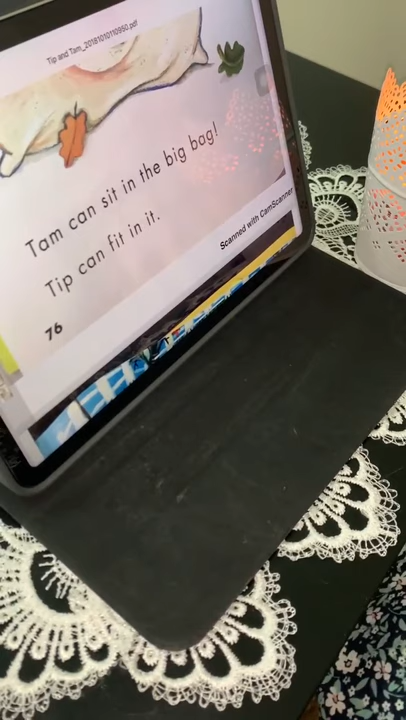 Tip and Tam_20181010110950.pdf
Tam can sit in the big bag!
Tip can fit in it.
76
Scanned with CamScanner